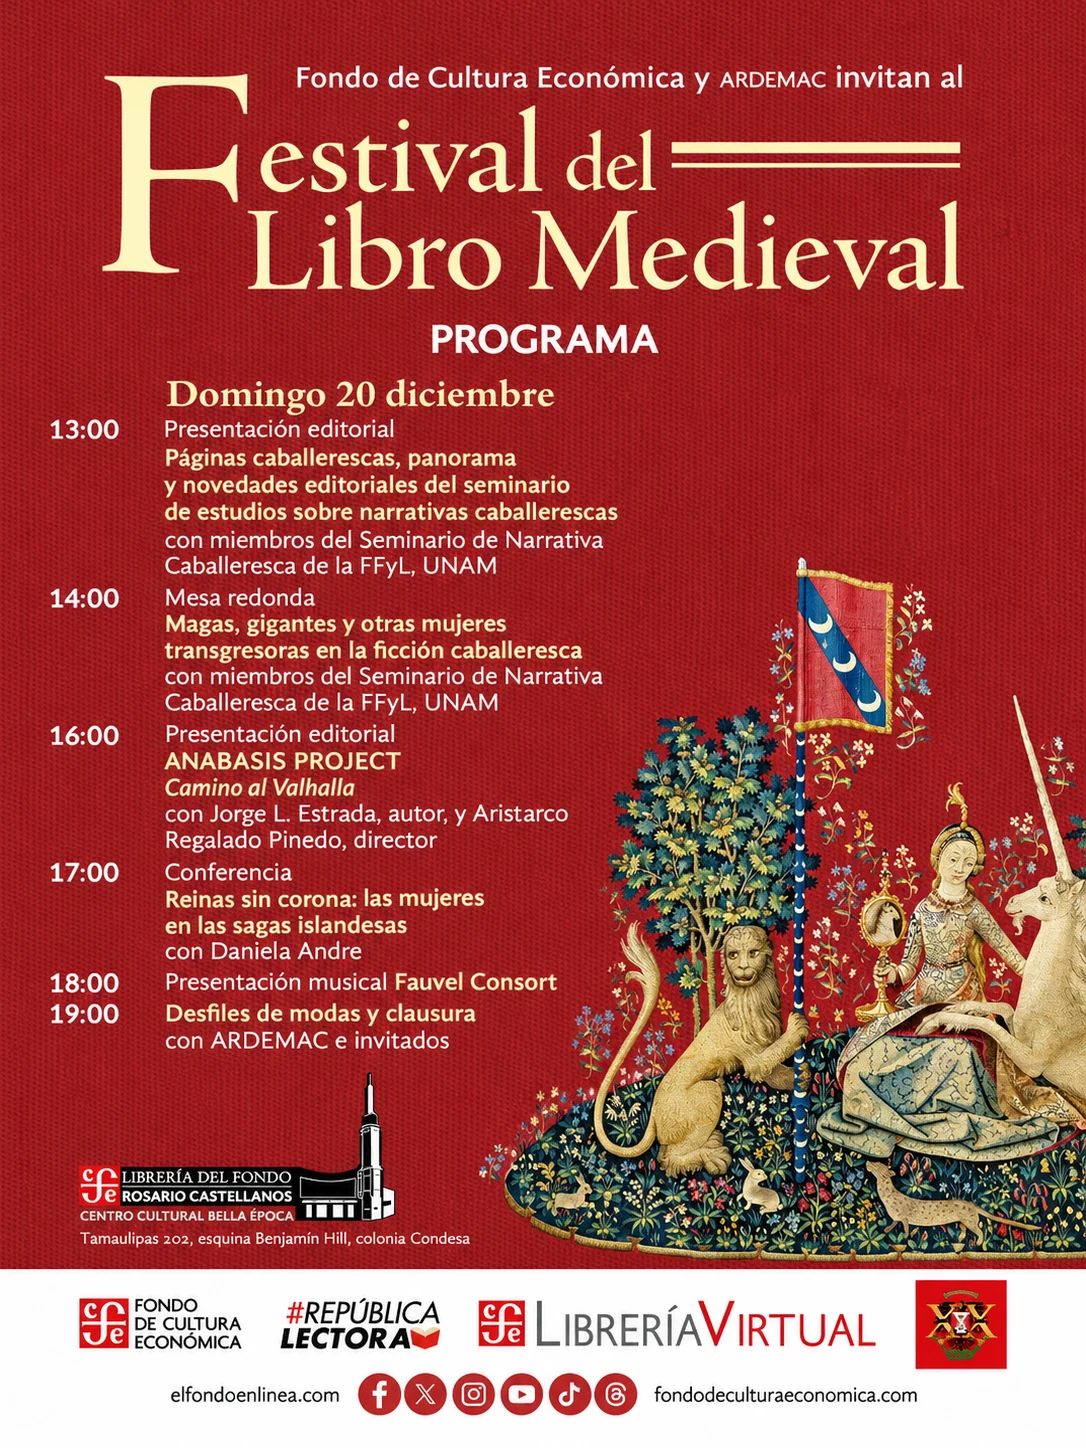 Fondo de Cultura Económica y ARDEMAC invitan al
Festival del
Libro Medieval
PROGRAMA
Domingo 20 diciembre
13:00 Presentación editorial
Páginas caballerescas, panorama
y novedades editoriales del seminario
de estudios sobre narrativas caballerescas
con miembros del Seminario de Narrativa
Caballeresca de la FFyL, UNAM
14:00 Mesa redonda
Magas, gigantes y otras mujeres
transgresoras en la ficción caballeresca
con miembros del Seminario de Narrativa
Caballeresca de la FFyL, UNAM
16:00 Presentación editorial
ANABASIS PROJECT
Camino al Valhalla
con Jorge L. Estrada, autor, y Aristarco
Regalado Pinedo, director
17:00 Conferencia
Reinas sin corona: las mujeres
en las sagas islandesas
con Daniela Andre
18:00 Presentación musical Fauvel Consort
19:00 Desfiles de modas y clausura
con ARDEMAC e invitados
cfe LIBRERÍA DEL FONDO
ROSARIO CASTELLANOS
CENTRO CULTURAL BELLA ÉPOCA
Tamaulipas 202, esquina Benjamín Hill, colonia Condesa
cfe FONDO
DE CULTURA
ECONÓMICA
#REPÚBLICA
LECTORA
cfe LIBRERÍAVIRTUAL
elfondoenlinea.com
fondodeculturaeconomica.com